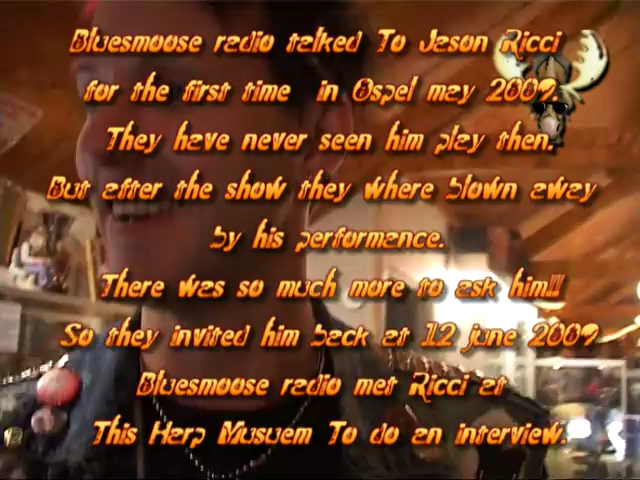 Bluesmoose radio talked To Jason Ricci
for the first time in Ospel may 2009.
They have never seen him play then.
But after the show they where blown away
by his performance.
There was so much more to ask him!!!
So they invited him back at 12 june 2009
Bluesmoose radio met Ricci at
This Harp Musuem To do an interview.